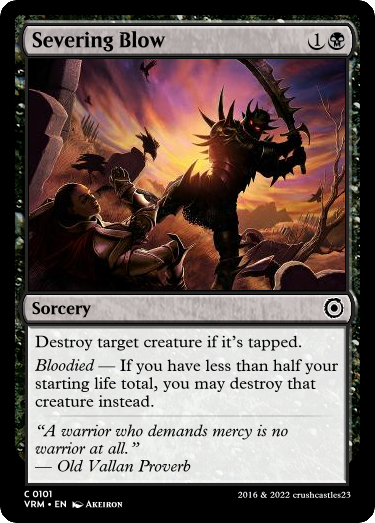 Severing Blow 1
Sorcery
Destroy target creature if it's tapped.
Bloodied — If you have less than half your
starting life total, you may destroy that
creature instead.
"A warrior who demands mercy is no
warrior at all."
— Old Vallan Proverb
C 0101
VRM • EN Akeiron
2016 & 2022 crushcastles23